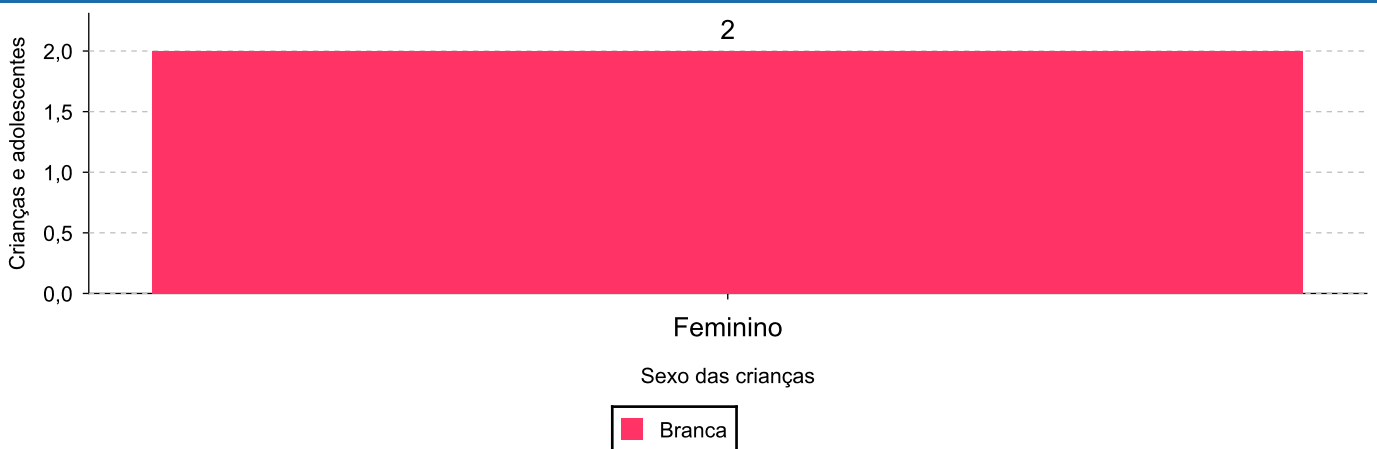 2
Crianças e adolescentes
2,0
1,5
1,0
0,5
0,0
Feminino
Sexo das crianças
Branca